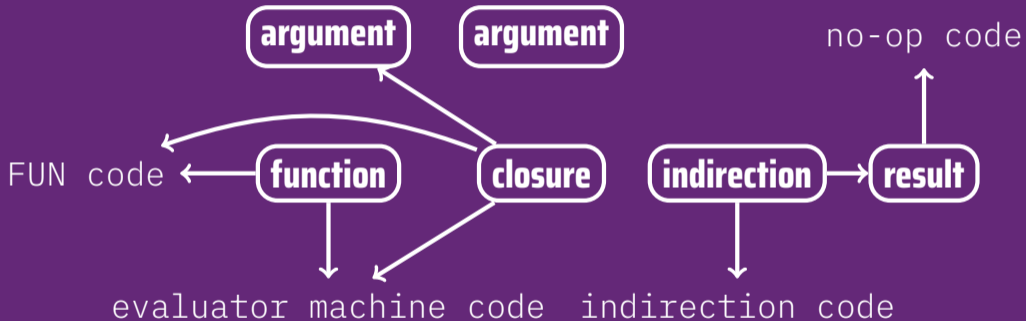 argument argument no-op code
FUN code function closure indirection result
evaluator machine code indirection code